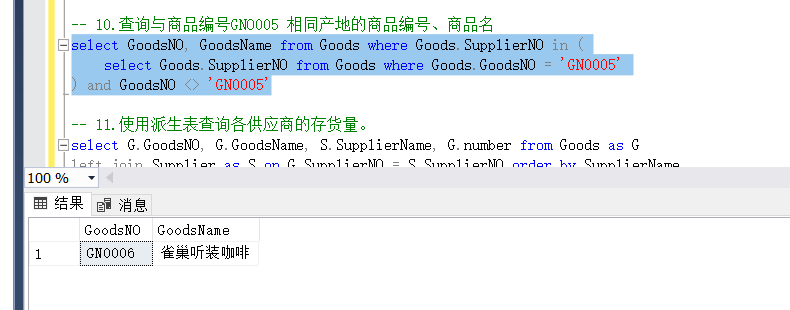 -- 10.查询与商品编号GN0005 相同产地的商品编号、商品名
select GoodsNO, GoodsName from Goods where Goods.SupplierNO in (
select Goods.SupplierNO from Goods where Goods.GoodsNO = 'GN0005'
) and GoodsNO <> 'GN0005'
-- 11.使用派生表查询各供应商的存货量。
select G.GoodsNO, G.GoodsName, S.SupplierName, G.number from Goods as G
left join Supplier as S on G.SupplierNO = S.SupplierNO order by SupplierName
100 %
结果 消息
GoodsNO GoodsName
1 GN0006 雀巢听装咖啡